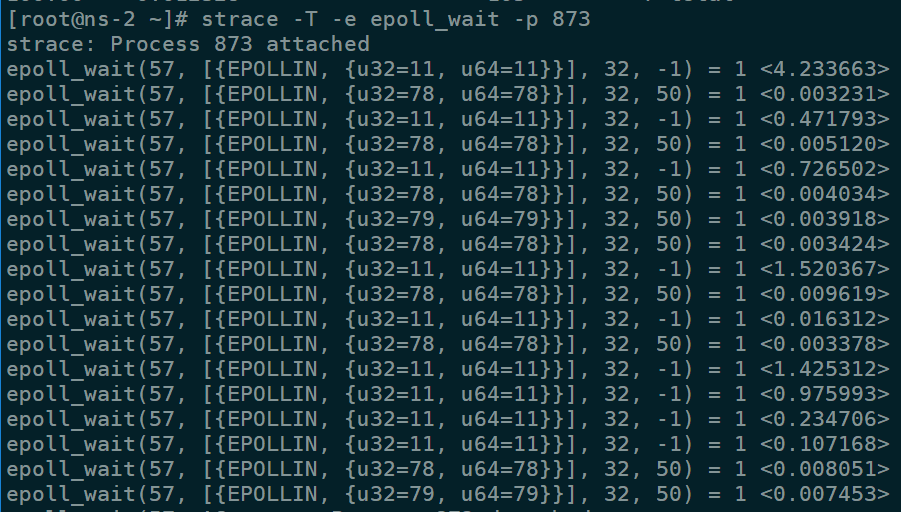 [root@ns-2 ~]# strace -T -e epoll_wait -p 873
strace: Process 873 attached
epoll_wait(57, [{EPOLLIN, {u32=11, u64=11}}], 32, -1) = 1 <4.233663>
epoll_wait(57, [{EPOLLIN, {u32=78, u64=78}}], 32, 50) = 1 <0.003231>
epoll_wait(57, [{EPOLLIN, {u32=11, u64=11}}], 32, -1) = 1 <0.471793>
epoll_wait(57, [{EPOLLIN, {u32=78, u64=78}}], 32, 50) = 1 <0.005120>
epoll_wait(57, [{EPOLLIN, {u32=11, u64=11}}], 32, -1) = 1 <0.726502>
epoll_wait(57, [{EPOLLIN, {u32=78, u64=78}}], 32, 50) = 1 <0.004034>
epoll_wait(57, [{EPOLLIN, {u32=79, u64=79}}], 32, 50) = 1 <0.003918>
epoll_wait(57, [{EPOLLIN, {u32=78, u64=78}}], 32, 50) = 1 <0.003424>
epoll_wait(57, [{EPOLLIN, {u32=11, u64=11}}], 32, -1) = 1 <1.520367>
epoll_wait(57, [{EPOLLIN, {u32=78, u64=78}}], 32, 50) = 1 <0.009619>
epoll_wait(57, [{EPOLLIN, {u32=11, u64=11}}], 32, -1) = 1 <0.016312>
epoll_wait(57, [{EPOLLIN, {u32=78, u64=78}}], 32, 50) = 1 <0.003378>
epoll_wait(57, [{EPOLLIN, {u32=11, u64=11}}], 32, -1) = 1 <1.425312>
epoll_wait(57, [{EPOLLIN, {u32=11, u64=11}}], 32, -1) = 1 <0.975993>
epoll_wait(57, [{EPOLLIN, {u32=11, u64=11}}], 32, -1) = 1 <0.234706>
epoll_wait(57, [{EPOLLIN, {u32=11, u64=11}}], 32, -1) = 1 <0.107168>
epoll_wait(57, [{EPOLLIN, {u32=78, u64=78}}], 32, 50) = 1 <0.008051>
epoll_wait(57, [{EPOLLIN, {u32=79, u64=79}}], 32, 50) = 1 <0.007453>